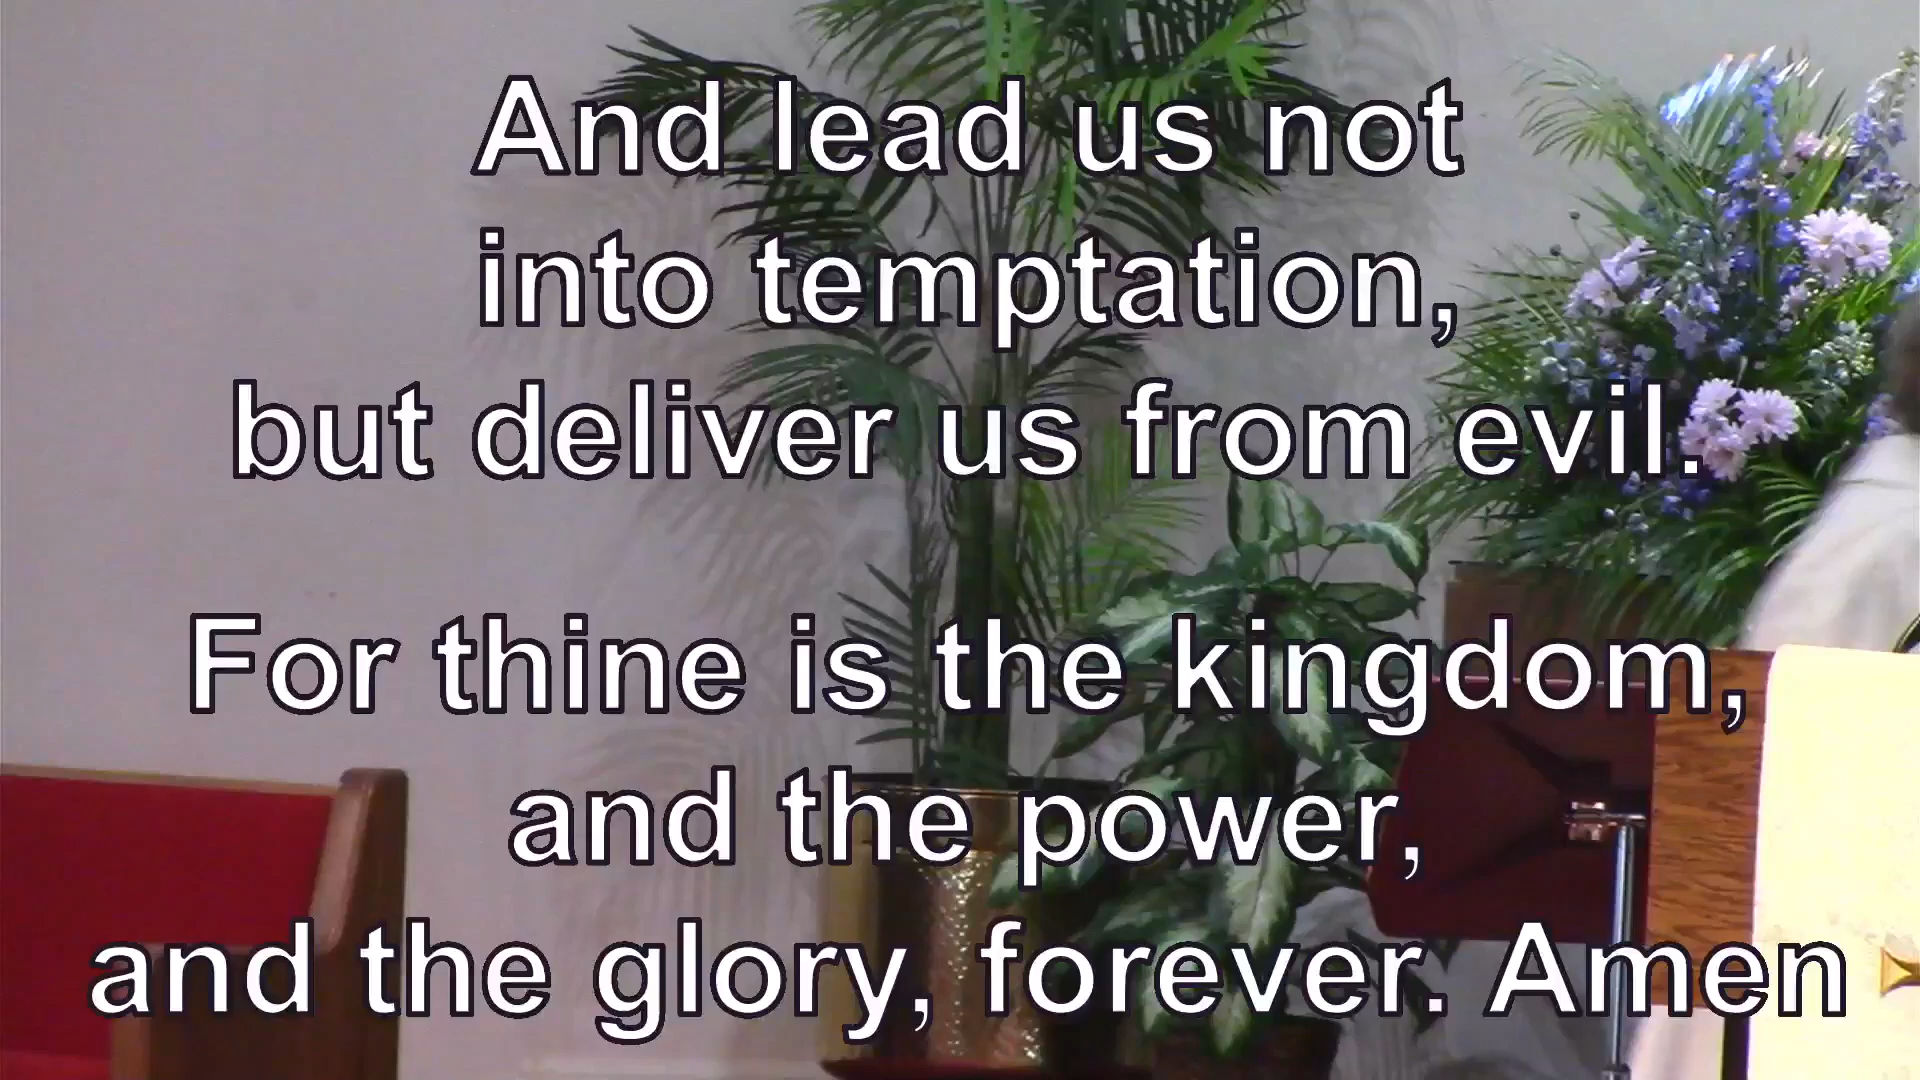 And lead us not
into temptation,
but deliver us from evil.
For thine is the kingdom,
and the power,
and the glory, forever. Amen